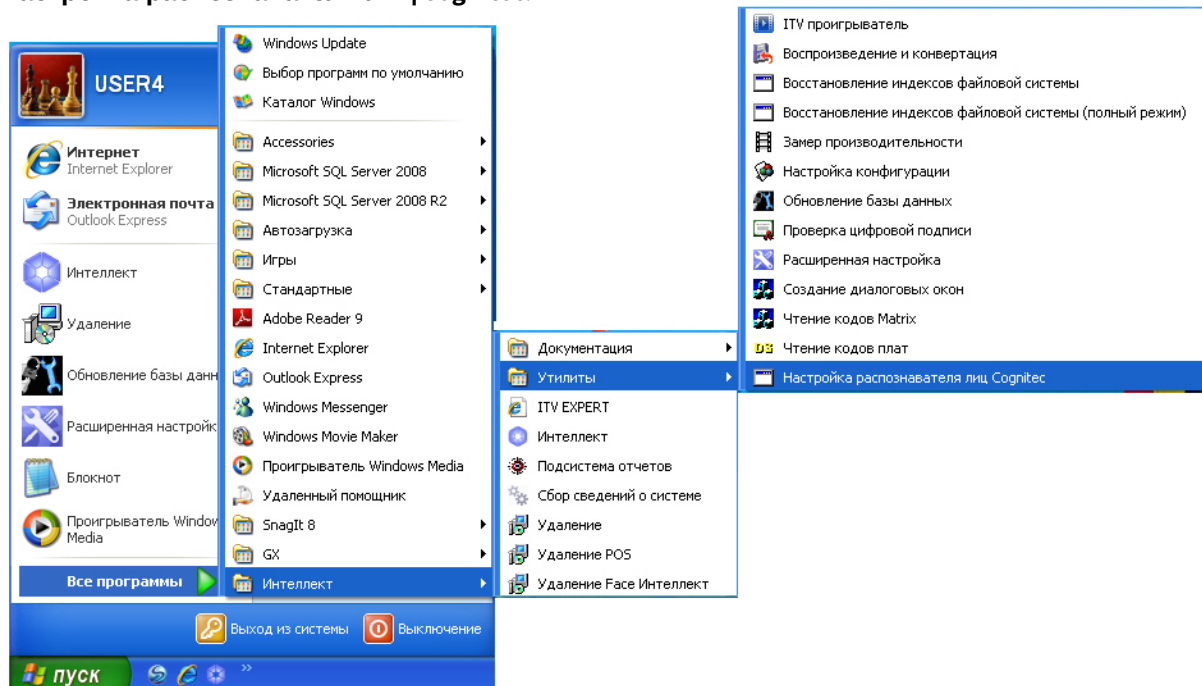 USER4
Интернет
Internet Explorer
Электронная почта
Outlook Express
Интеллект
Удаление
Обновление базы данн
Расширенная настройк
Блокнот
Проигрыватель Window
Media
Все программы
Выход из системы
Выключение
пуск
Windows Update
Выбор программ по умолчанию
Каталог Windows
Accessories
Microsoft SQL Server 2008
Microsoft SQL Server 2008 R2
Автозагрузка
Игры
Стандартные
Adobe Reader 9
Internet Explorer
Outlook Express
Windows Messenger
Windows Movie Maker
Проигрыватель Windows Media
Удаленный помощник
SnagIt 8
GX
Интеллект
Документация
Утилиты
ITV EXPERT
Интеллект
Подсистема отчетов
Сбор сведений о системе
Удаление
Удаление POS
Удаление Face Интеллект
ITV проигрыватель
Воспроизведение и конвертация
Восстановление индексов файловой системы
Восстановление индексов файловой системы (полный режим)
Замер производительности
Настройка конфигурации
Обновление базы данных
Проверка цифровой подписи
Расширенная настройка
Создание диалоговых окон
Чтение кодов Matrix
DS Чтение кодов плат
Настройка распознавателя лиц Cognitec